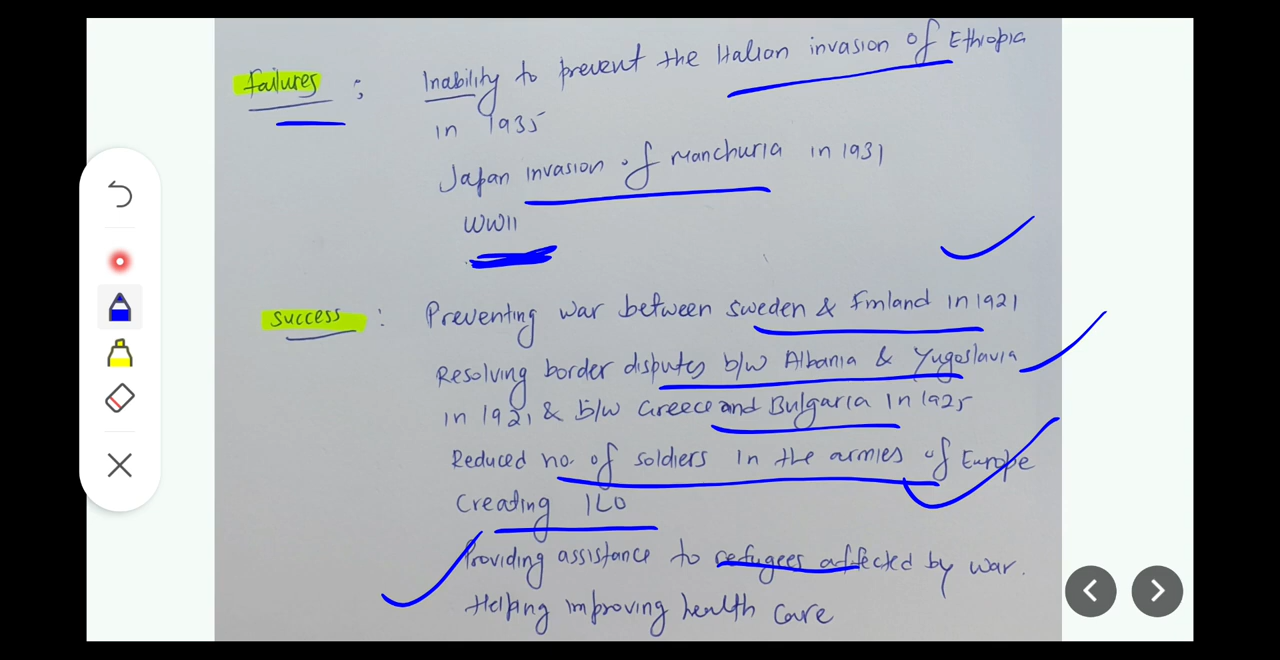 Failures : Inability to prevent the Italian invasion of Ethiopia
in 1935
Japan invasion of Manchuria in 1931
WWII
Success : Preventing war between Sweden & Finland in 1921
Resolving border disputes b/w Albania & Yugoslavia
in 1921 & b/w Greece and Bulgaria in 1925
Reduced no. of soldiers in the armies of Europe
Creating ILO
Providing assistance to refugees affected by war.
Helping improving health care